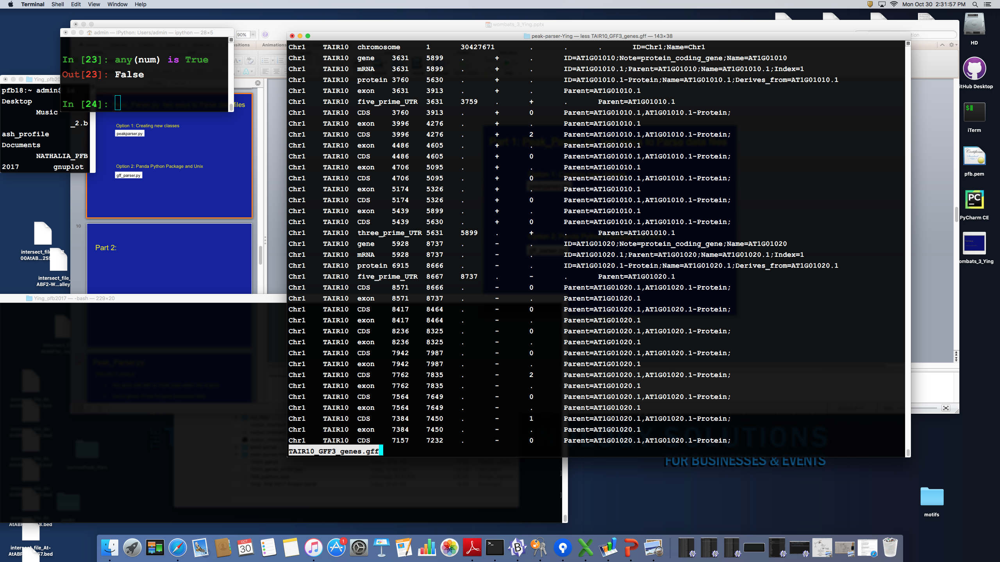 Terminal Shell Edit View Window Help
Mon Oct 30 2:31:57 PM
wombats_3_Ying.pptx
admin — IPython: Users/admin — ipython — 28×5
90%
In [23]: any(num) is True
Out[23]: False
In [24]:
Ying_pfb20
pfb18:~ admin$ ls
Desktop
Music
_2.b
ash_profile
Documents
NATHALIA_PFB
2017 gnuplot
sitions Animations
files
Option 1: Creating new classes
peakparser.py
Option 2: Panda Python Package and Unix
gff_parser.py
10
Part 2:
Ying_pfb2017 — -bash — 229×20
peak-parser-Ying — less TAIR10_GFF3_genes.gff — 143×38
Chr1 TAIR10 chromosome 1 30427671 . . . ID=Chr1;Name=Chr1
Chr1 TAIR10 gene 3631 5899 . + . ID=AT1G01010;Note=protein_coding_gene;Name=AT1G01010
Chr1 TAIR10 mRNA 3631 5899 . + . ID=AT1G01010.1;Parent=AT1G01010;Name=AT1G01010.1;Index=1
Chr1 TAIR10 protein 3760 5630 . + . ID=AT1G01010.1-Protein;Name=AT1G01010.1;Derives_from=AT1G01010.1
Chr1 TAIR10 exon 3631 3913 . + . Parent=AT1G01010.1
Chr1 TAIR10 five_prime_UTR 3631 3759 . + . Parent=AT1G01010.1
Chr1 TAIR10 CDS 3760 3913 . + 0 Parent=AT1G01010.1,AT1G01010.1-Protein;
Chr1 TAIR10 exon 3996 4276 . + . Parent=AT1G01010.1
Chr1 TAIR10 CDS 3996 4276 . + 2 Parent=AT1G01010.1,AT1G01010.1-Protein;
Chr1 TAIR10 exon 4486 4605 . + . Parent=AT1G01010.1
Chr1 TAIR10 CDS 4486 4605 . + 0 Parent=AT1G01010.1,AT1G01010.1-Protein;
Chr1 TAIR10 exon 4706 5095 . + . Parent=AT1G01010.1
Chr1 TAIR10 CDS 4706 5095 . + 0 Parent=AT1G01010.1,AT1G01010.1-Protein;
Chr1 TAIR10 exon 5174 5326 . + . Parent=AT1G01010.1
Chr1 TAIR10 CDS 5174 5326 . + 0 Parent=AT1G01010.1,AT1G01010.1-Protein;
Chr1 TAIR10 exon 5439 5899 . + . Parent=AT1G01010.1
Chr1 TAIR10 CDS 5439 5630 . + 0 Parent=AT1G01010.1,AT1G01010.1-Protein;
Chr1 TAIR10 three_prime_UTR 5631 5899 . + . Parent=AT1G01010.1
Chr1 TAIR10 gene 5928 8737 . - . ID=AT1G01020;Note=protein_coding_gene;Name=AT1G01020
Chr1 TAIR10 mRNA 5928 8737 . - . ID=AT1G01020.1;Parent=AT1G01020;Name=AT1G01020.1;Index=1
Chr1 TAIR10 protein 6915 8666 . - . ID=AT1G01020.1-Protein;Name=AT1G01020.1;Derives_from=AT1G01020.1
Chr1 TAIR10 five_prime_UTR 8667 8737 . - . Parent=AT1G01020.1
Chr1 TAIR10 CDS 8571 8666 . - 0 Parent=AT1G01020.1,AT1G01020.1-Protein;
Chr1 TAIR10 exon 8571 8737 . - . Parent=AT1G01020.1
Chr1 TAIR10 CDS 8417 8464 . - 0 Parent=AT1G01020.1,AT1G01020.1-Protein;
Chr1 TAIR10 exon 8417 8464 . - . Parent=AT1G01020.1
Chr1 TAIR10 CDS 8236 8325 . - 0 Parent=AT1G01020.1,AT1G01020.1-Protein;
Chr1 TAIR10 exon 8236 8325 . - . Parent=AT1G01020.1
Chr1 TAIR10 CDS 7942 7987 . - 0 Parent=AT1G01020.1,AT1G01020.1-Protein;
Chr1 TAIR10 exon 7942 7987 . - . Parent=AT1G01020.1
Chr1 TAIR10 CDS 7762 7835 . - 2 Parent=AT1G01020.1,AT1G01020.1-Protein;
Chr1 TAIR10 exon 7762 7835 . - . Parent=AT1G01020.1
Chr1 TAIR10 CDS 7564 7649 . - 0 Parent=AT1G01020.1,AT1G01020.1-Protein;
Chr1 TAIR10 exon 7564 7649 . - . Parent=AT1G01020.1
Chr1 TAIR10 CDS 7384 7450 . - 1 Parent=AT1G01020.1,AT1G01020.1-Protein;
Chr1 TAIR10 exon 7384 7450 . - . Parent=AT1G01020.1
Chr1 TAIR10 CDS 7157 7232 . - 0 Parent=AT1G01020.1,AT1G01020.1-Protein;
TAIR10_GFF3_genes.gff
Part 1: Peak_Parser.py, two ways to Parse data files
SOLUTIONS
FOR BUSINESSES & EVENTS
HD
itHub Desktop
iTerm
pfb.pem
PyCharm CE
ombats_3_Ying
motifs
intersect_file
00AtAB...2S5
intersect_file_
ABF2-W...alley
Peak_Parser.py
8.bed
intersect_file_At-
AtABF 57.bed
OCT
30
1